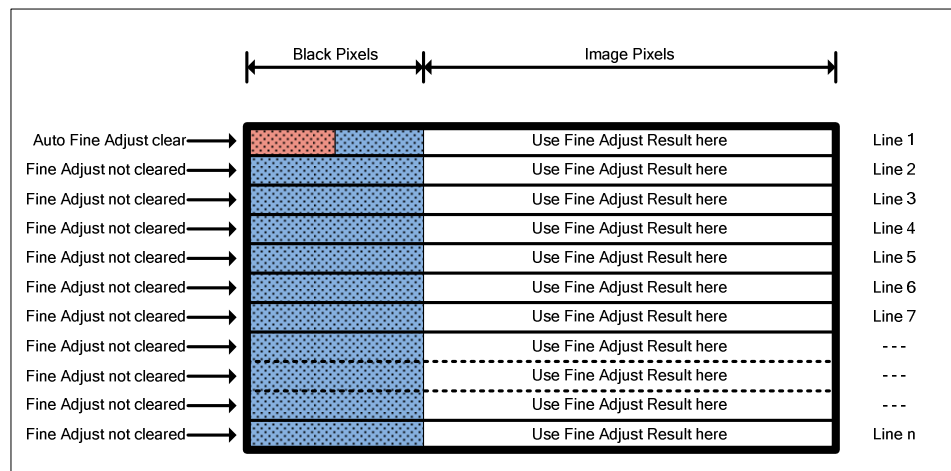 Black Pixels Image Pixels
Auto Fine Adjust clear Use Fine Adjust Result here Line 1
Fine Adjust not cleared Use Fine Adjust Result here Line 2
Fine Adjust not cleared Use Fine Adjust Result here Line 3
Fine Adjust not cleared Use Fine Adjust Result here Line 4
Fine Adjust not cleared Use Fine Adjust Result here Line 5
Fine Adjust not cleared Use Fine Adjust Result here Line 6
Fine Adjust not cleared Use Fine Adjust Result here Line 7
Fine Adjust not cleared Use Fine Adjust Result here - - -
Fine Adjust not cleared Use Fine Adjust Result here - - -
Fine Adjust not cleared Use Fine Adjust Result here - - -
Fine Adjust not cleared Use Fine Adjust Result here Line n